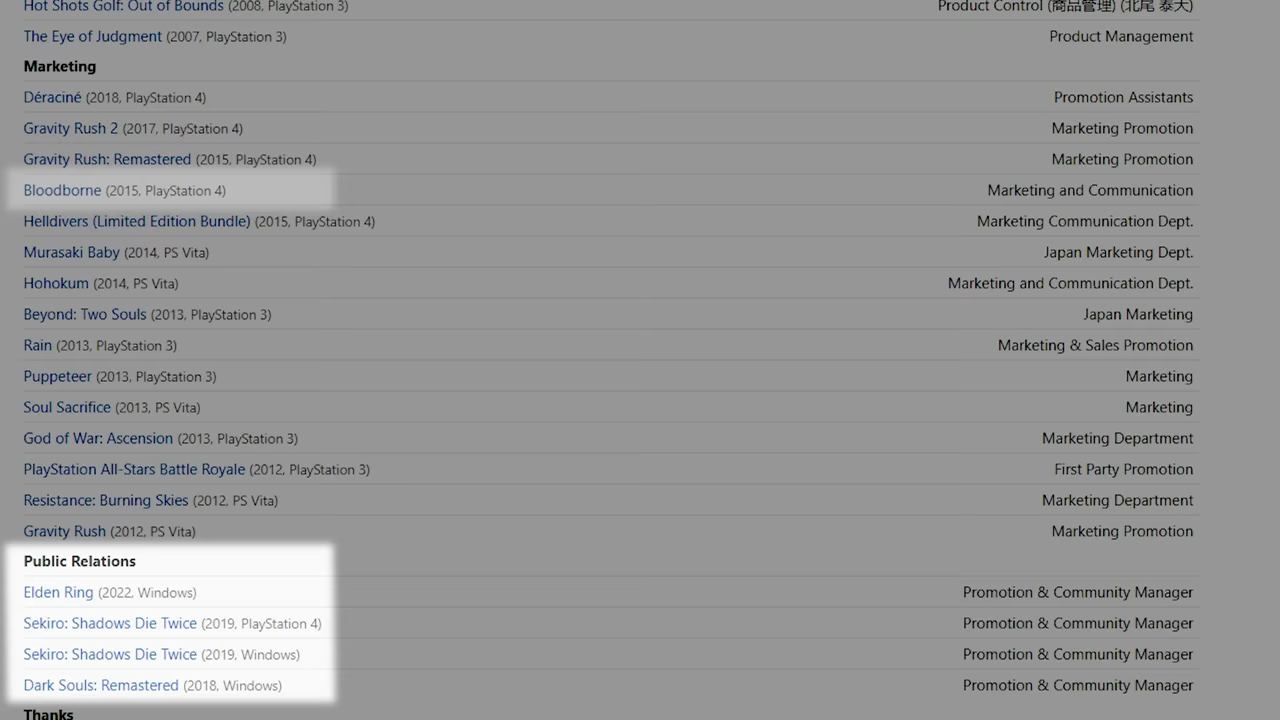 Hot Shots Golf: Out of Bounds (2008, PlayStation 3) Product Control (商品管理) (北尾 泰大)
The Eye of Judgment (2007, PlayStation 3) Product Management
Marketing
Déraciné (2018, PlayStation 4) Promotion Assistants
Gravity Rush 2 (2017, PlayStation 4) Marketing Promotion
Gravity Rush: Remastered (2015, PlayStation 4) Marketing Promotion
Bloodborne (2015, PlayStation 4) Marketing and Communication
Helldivers (Limited Edition Bundle) (2015, PlayStation 4) Marketing Communication Dept.
Murasaki Baby (2014, PS Vita) Japan Marketing Dept.
Hohokum (2014, PS Vita) Marketing and Communication Dept.
Beyond: Two Souls (2013, PlayStation 3) Japan Marketing
Rain (2013, PlayStation 3) Marketing & Sales Promotion
Puppeteer (2013, PlayStation 3) Marketing
Soul Sacrifice (2013, PS Vita) Marketing
God of War: Ascension (2013, PlayStation 3) Marketing Department
PlayStation All-Stars Battle Royale (2012, PlayStation 3) First Party Promotion
Resistance: Burning Skies (2012, PS Vita) Marketing Department
Gravity Rush (2012, PS Vita) Marketing Promotion
Public Relations
Elden Ring (2022, Windows) Promotion & Community Manager
Sekiro: Shadows Die Twice (2019, PlayStation 4) Promotion & Community Manager
Sekiro: Shadows Die Twice (2019, Windows) Promotion & Community Manager
Dark Souls: Remastered (2018, Windows) Promotion & Community Manager
Thanks